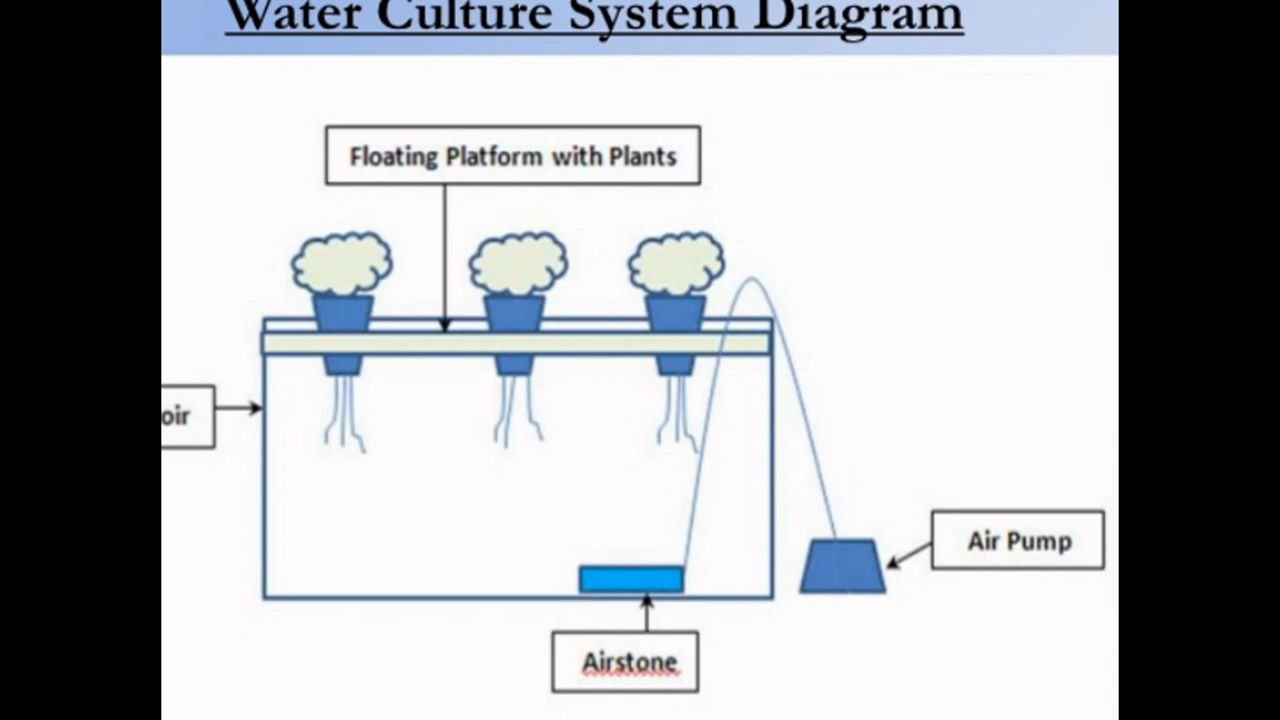 Water Culture System Diagram
Floating Platform with Plants
oir
Air Pump
Airstone